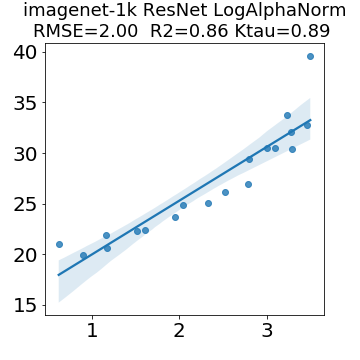 imagenet-1k ResNet LogAlphaNorm
RMSE=2.00 R2=0.86 Ktau=0.89
40
35
30
25
20
15
1 2 3